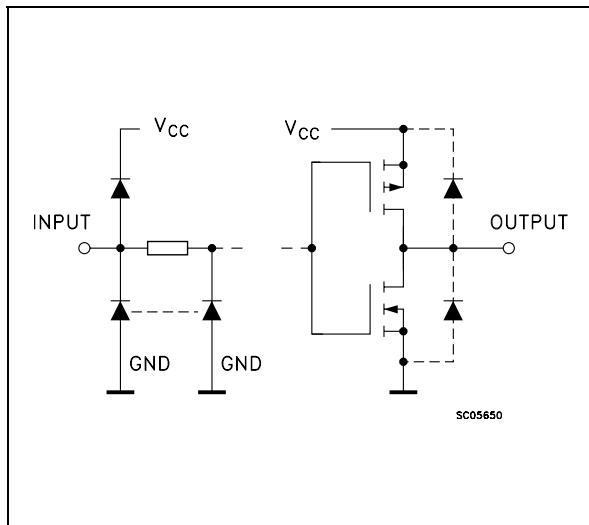 VCC
VCC
INPUT
OUTPUT
GND
GND
SC05650